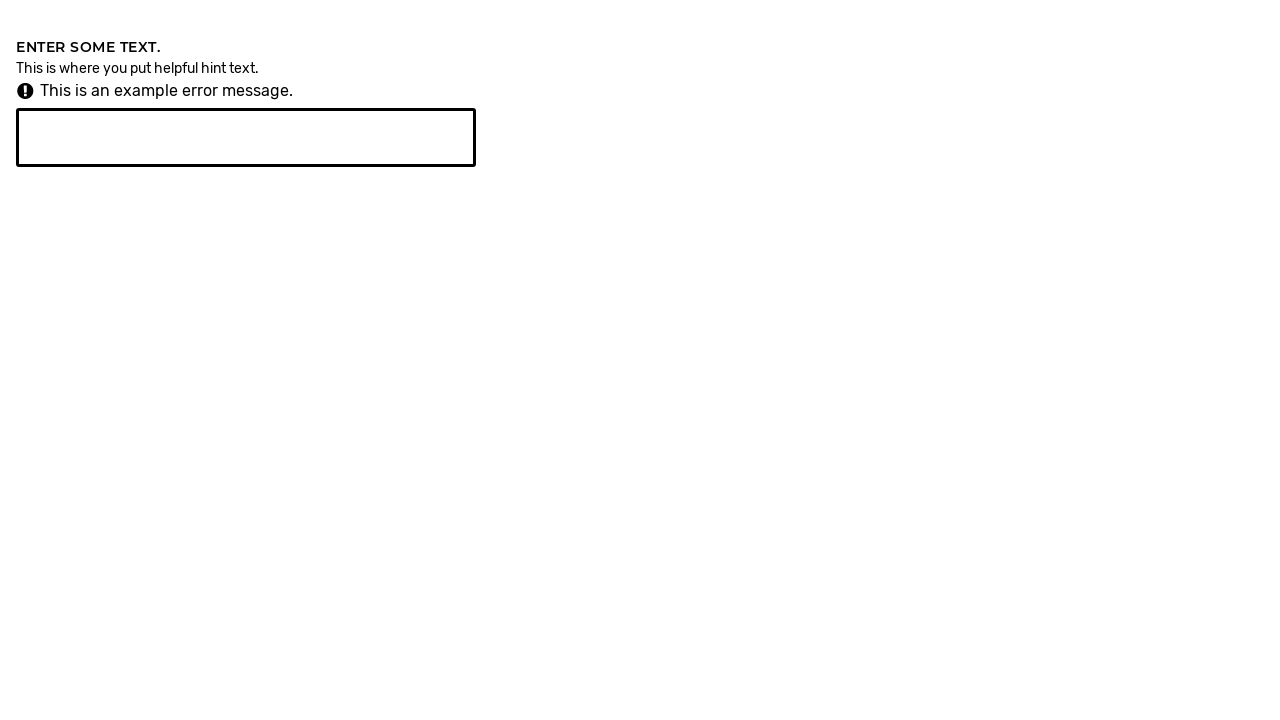 ENTER SOME TEXT.
This is where you put helpful hint text.
This is an example error message.